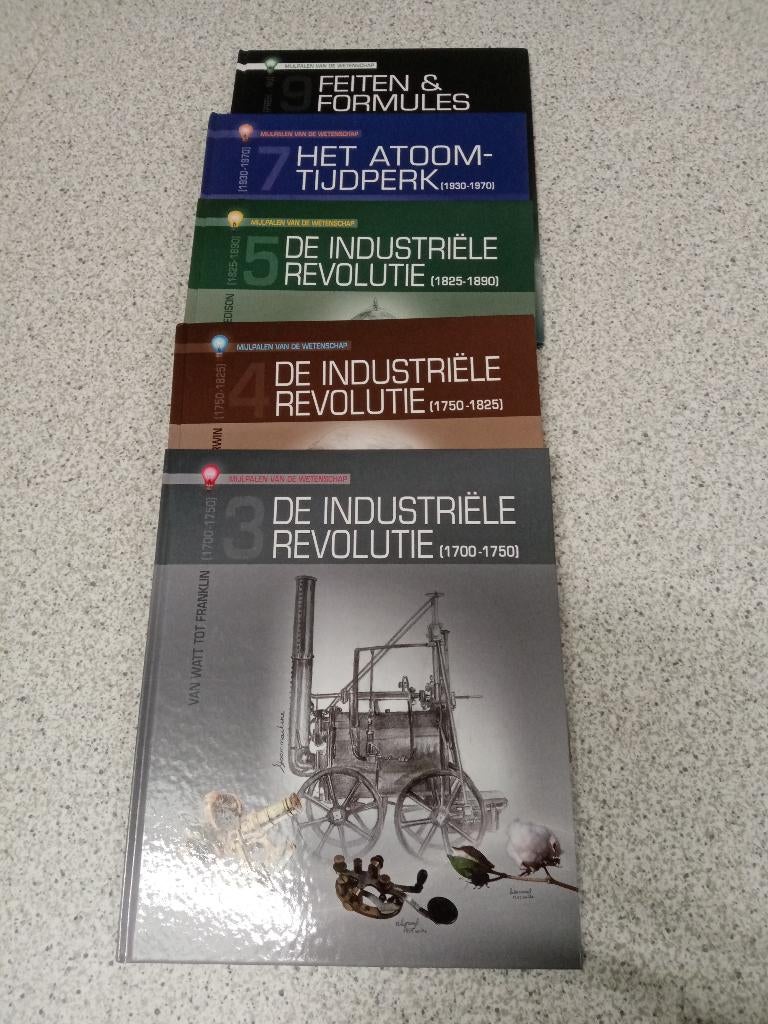 MIJLPALEN VAN DE WETENSCHAP
9 FEITEN &
FORMULES
MIJLPALEN VAN DE WETENSCHAP
7 HET ATOOM-
TIJDPERK (1930-1970)
(1930-1970)
MIJLPALEN VAN DE WETENSCHAP
5 DE INDUSTRIËLE
REVOLUTIE (1825-1890)
EDISON (1825-1890)
MIJLPALEN VAN DE WETENSCHAP
4 DE INDUSTRIËLE
REVOLUTIE (1750-1825)
RWIN (1750-1825)
MIJLPALEN VAN DE WETENSCHAP
3 DE INDUSTRIËLE
REVOLUTIE (1700-1750)
VAN WATT TOT FRANKLIN (1700-1750)
stoommachine